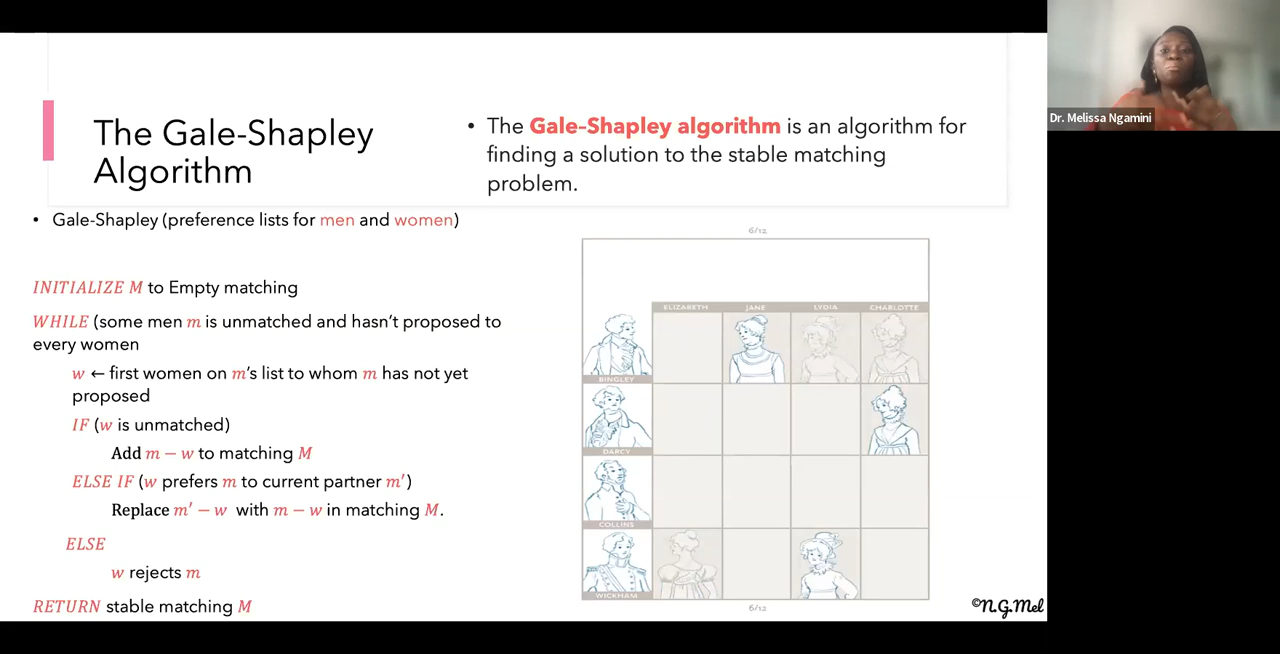 The Gale-Shapley
Algorithm
• The Gale-Shapley algorithm is an algorithm for
finding a solution to the stable matching
problem.
Dr. Melissa Ngamini
• Gale-Shapley (preference lists for men and women)
INITIALIZE M to Empty matching
WHILE (some men m is unmatched and hasn't proposed to
every women
w ← first women on m's list to whom m has not yet
proposed
IF (w is unmatched)
Add m − w to matching M
ELSE IF (w prefers m to current partner m′)
Replace m′ − w with m − w in matching M.
ELSE
w rejects m
RETURN stable matching M
6/12
ELIZABETH JANE LYDIA CHARLOTTE
BINGLEY
DARCY
COLLINS
WICKHAM
6/12
©N.G.Mel